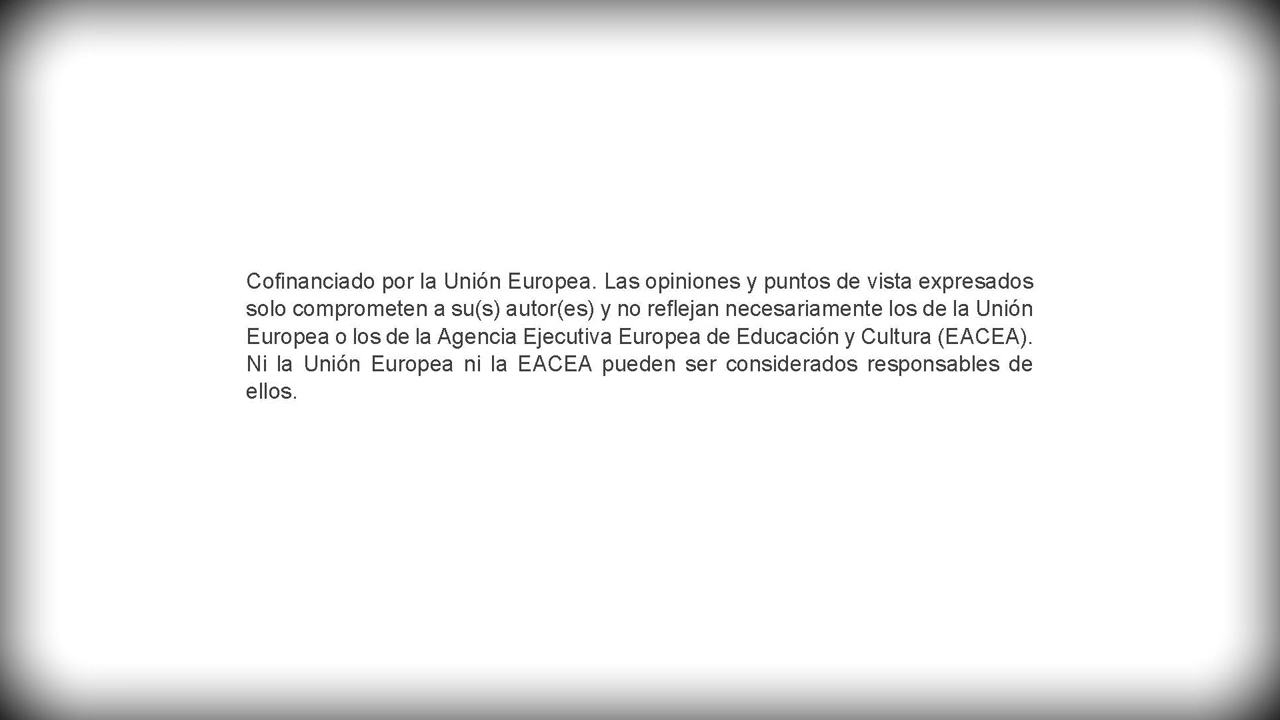 Cofinanciado por la Unión Europea. Las opiniones y puntos de vista expresados
solo comprometen a su(s) autor(es) y no reflejan necesariamente los de la Unión
Europea o los de la Agencia Ejecutiva Europea de Educación y Cultura (EACEA).
Ni la Unión Europea ni la EACEA pueden ser considerados responsables de
ellos.